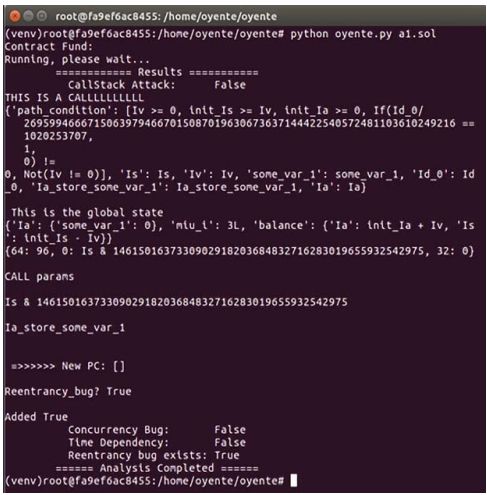 root@fa9ef6ac8455: /home/oyente/oyente
(venv)root@fa9ef6ac8455:/home/oyente/oyente# python oyente.py a1.sol
Contract Fund:
Running, please wait...
============ Results ===========
CallStack Attack: False
THIS IS A CALLLLLLLLLL
{'path_condition': [Iv >= 0, init_Is >= Iv, init_Ia >= 0, If(Id_0/
26959946667150639794667015087019630673637144422540572481103610249216 ==
1020253707,
1,
0) !=
0, Not(Iv != 0)], 'Is': Is, 'Iv': Iv, 'some_var_1': some_var_1, 'Id_0': Id
_0, 'Ia_store_some_var_1': Ia_store_some_var_1, 'Ia': Ia}
This is the global state
{'Ia': {'some_var_1': 0}, 'miu_i': 3L, 'balance': {'Ia': init_Ia + Iv, 'Is
': init_Is - Iv}}
{64: 96, 0: Is & 1461501637330902918203684832716283019655932542975, 32: 0}
CALL params
Is & 1461501637330902918203684832716283019655932542975
Ia_store_some_var_1
=>>>>>> New PC: []
Reentrancy_bug? True
Added True
Concurrency Bug: False
Time Dependency: False
Reentrancy bug exists: True
====== Analysis Completed ======
(venv)root@fa9ef6ac8455:/home/oyente/oyente#